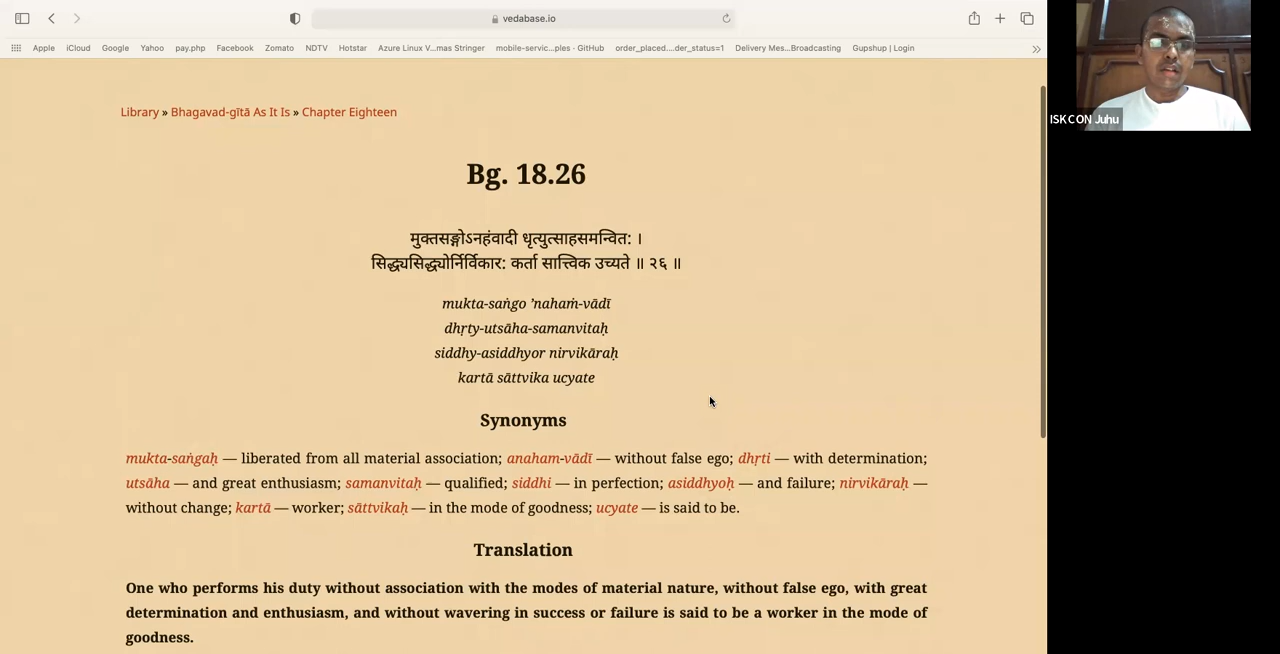 vedabase.io
Apple iCloud Google Yahoo pay.php Facebook Zomato NDTV Hotstar Azure Linux V...mas Stringer mobile-servic...ples · GitHub order_placed....der_status=1 Delivery Mes...Broadcasting Gupshup | Login
Library » Bhagavad-gītā As It Is » Chapter Eighteen
ISKCON Juhu
Bg. 18.26
मुक्तसङ्गोऽनहंवादी धृत्युत्साहसमन्वित: ।
सिद्ध्यसिद्ध्योर्निर्विकार: कर्ता सात्त्विक उच्यते ॥ २६ ॥
mukta-saṅgo ’nahaṁ-vādī
dhṛty-utsāha-samanvitaḥ
siddhy-asiddhyor nirvikāraḥ
kartā sāttvika ucyate
Synonyms
mukta-saṅgaḥ — liberated from all material association; anaham-vādī — without false ego; dhṛti — with determination;
utsāha — and great enthusiasm; samanvitaḥ — qualified; siddhi — in perfection; asiddhyoḥ — and failure; nirvikāraḥ —
without change; kartā — worker; sāttvikaḥ — in the mode of goodness; ucyate — is said to be.
Translation
One who performs his duty without association with the modes of material nature, without false ego, with great
determination and enthusiasm, and without wavering in success or failure is said to be a worker in the mode of
goodness.